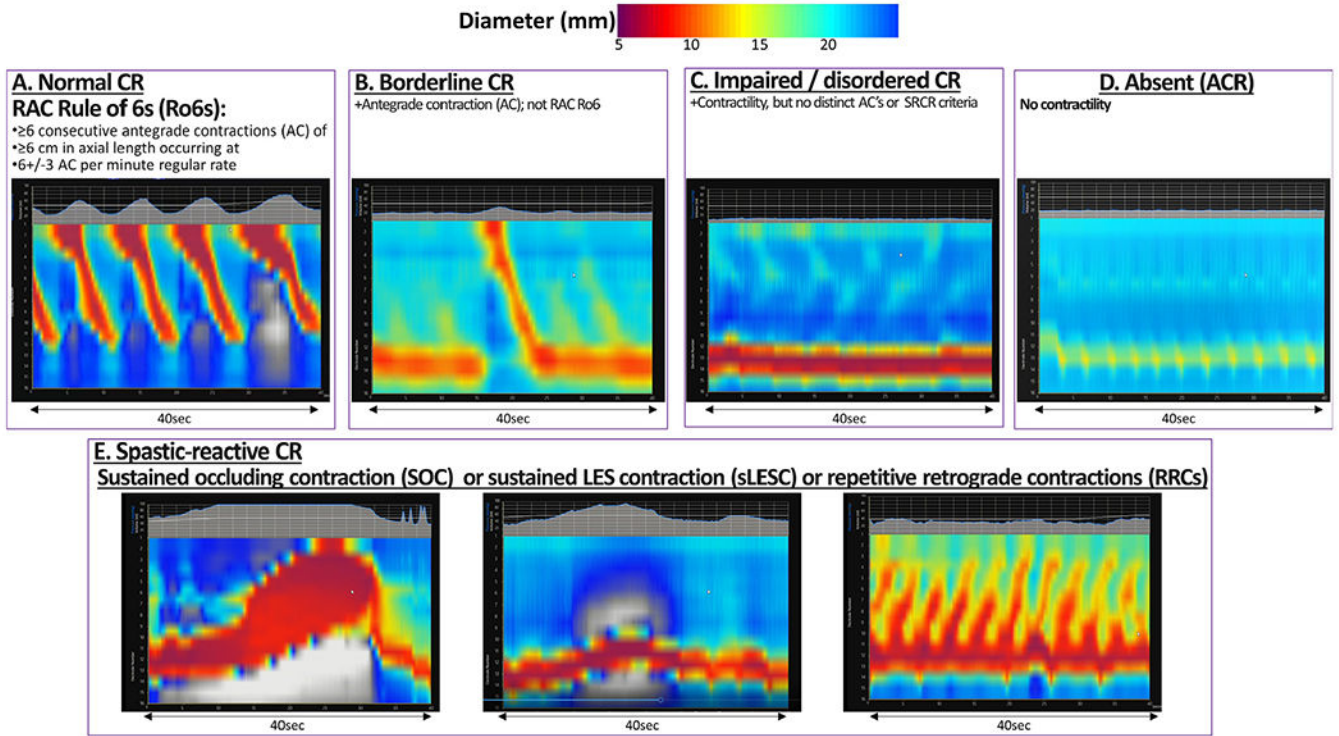 Diameter (mm)
5 10 15 20
A. Normal CR
RAC Rule of 6s (Ro6s):
•≥6 consecutive antegrade contractions (AC) of
•≥6 cm in axial length occurring at
•6+/-3 AC per minute regular rate
40sec
B. Borderline CR
+Antegrade contraction (AC); not RAC Ro6
40sec
C. Impaired / disordered CR
+Contractility, but no distinct AC's or SRCR criteria
40sec
D. Absent (ACR)
No contractility
40sec
E. Spastic-reactive CR
Sustained occluding contraction (SOC) or sustained LES contraction (sLESC) or repetitive retrograde contractions (RRCs)
40sec
40sec
40sec